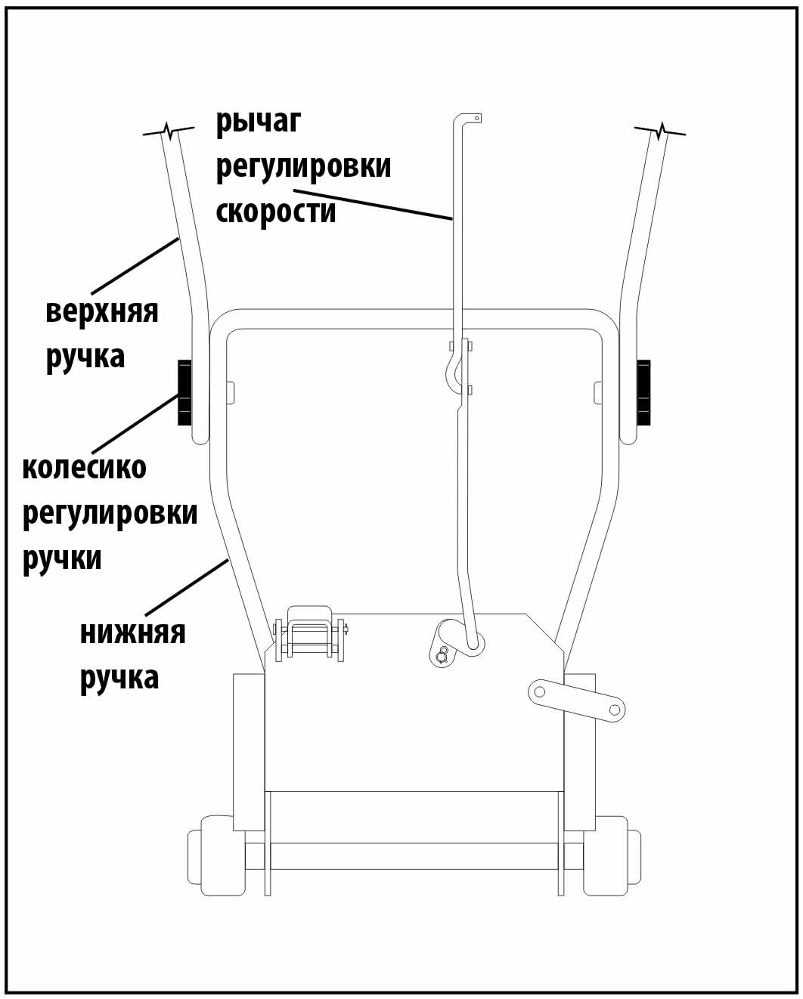 рычаг
регулировки
скорости
верхняя
ручка
колесико
регулировки
ручки
нижняя
ручка